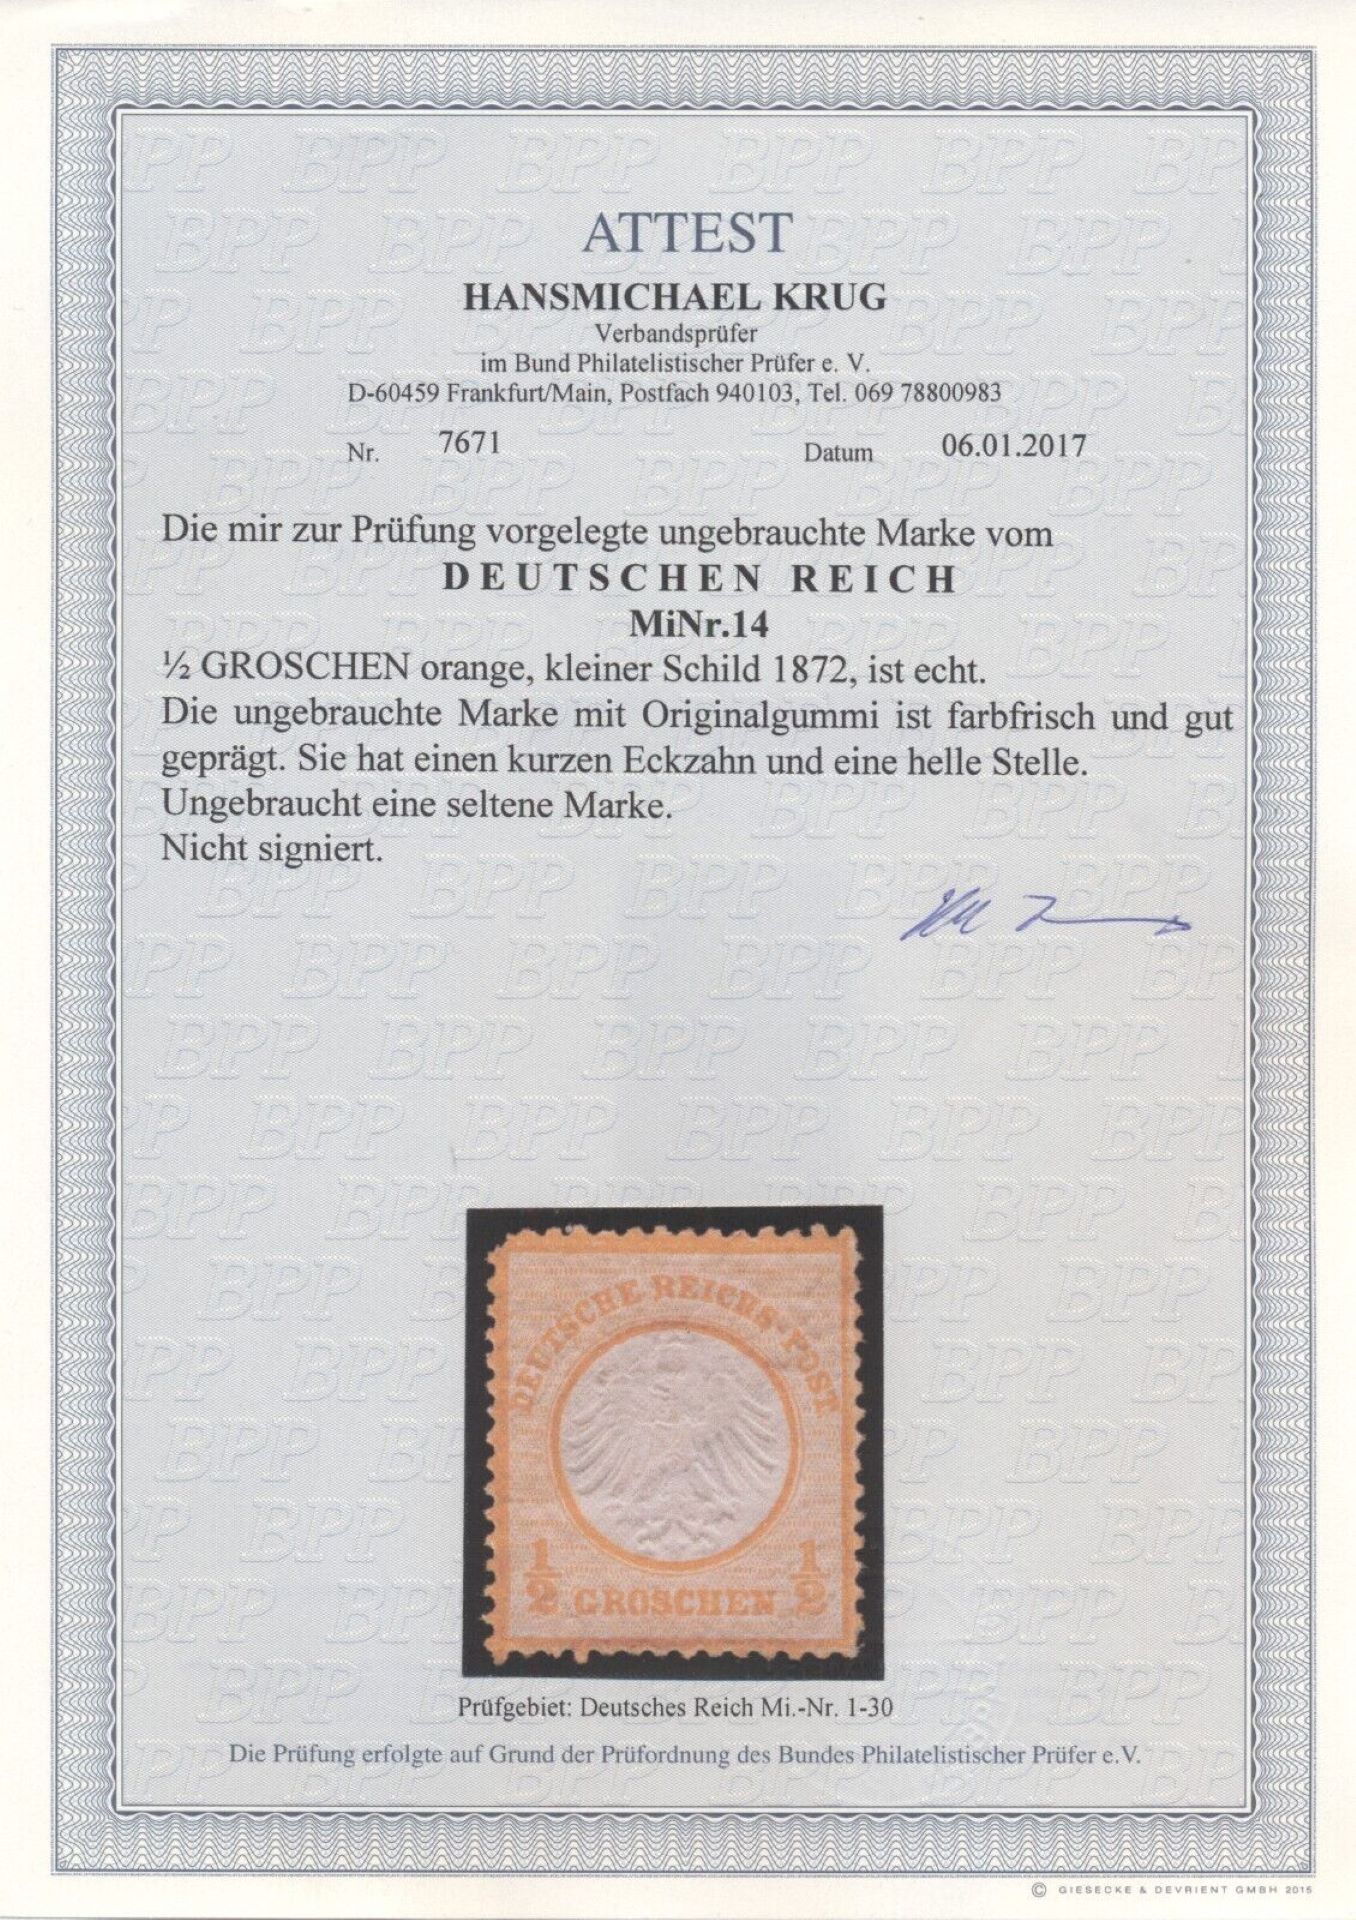 ATTEST
HANSMICHAEL KRUG
Verbandsprüfer
im Bund Philatelistischer Prüfer e. V.
D-60459 Frankfurt/Main, Postfach 940103, Tel. 069 78800983
Nr. 7671 Datum 06.01.2017
Die mir zur Prüfung vorgelegte ungebrauchte Marke vom
DEUTSCHEN REICH
MiNr.14
½ GROSCHEN orange, kleiner Schild 1872, ist echt.
Die ungebrauchte Marke mit Originalgummi ist farbfrisch und gut
geprägt. Sie hat einen kurzen Eckzahn und eine helle Stelle.
Ungebraucht eine seltene Marke.
Nicht signiert.
DEUTSCHE REICHS-POST
½ GROSCHEN ½
Prüfgebiet: Deutsches Reich Mi.-Nr. 1-30
Die Prüfung erfolgte auf Grund der Prüfordnung des Bundes Philatelistischer Prüfer e.V.
© GIESECKE & DEVRIENT GMBH 2015